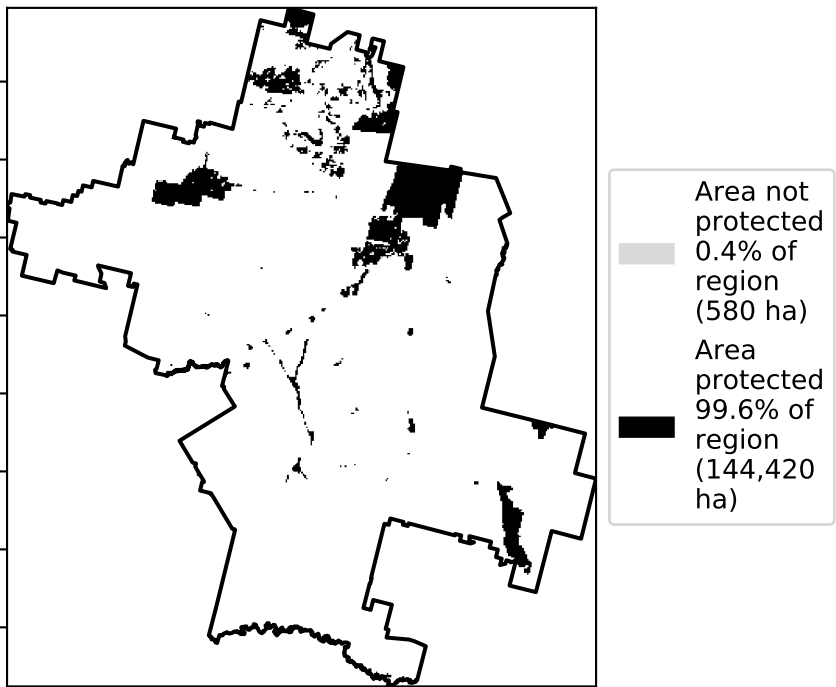 Area not
protected
0.4% of
region
(580 ha)
Area
protected
99.6% of
region
(144,420
ha)